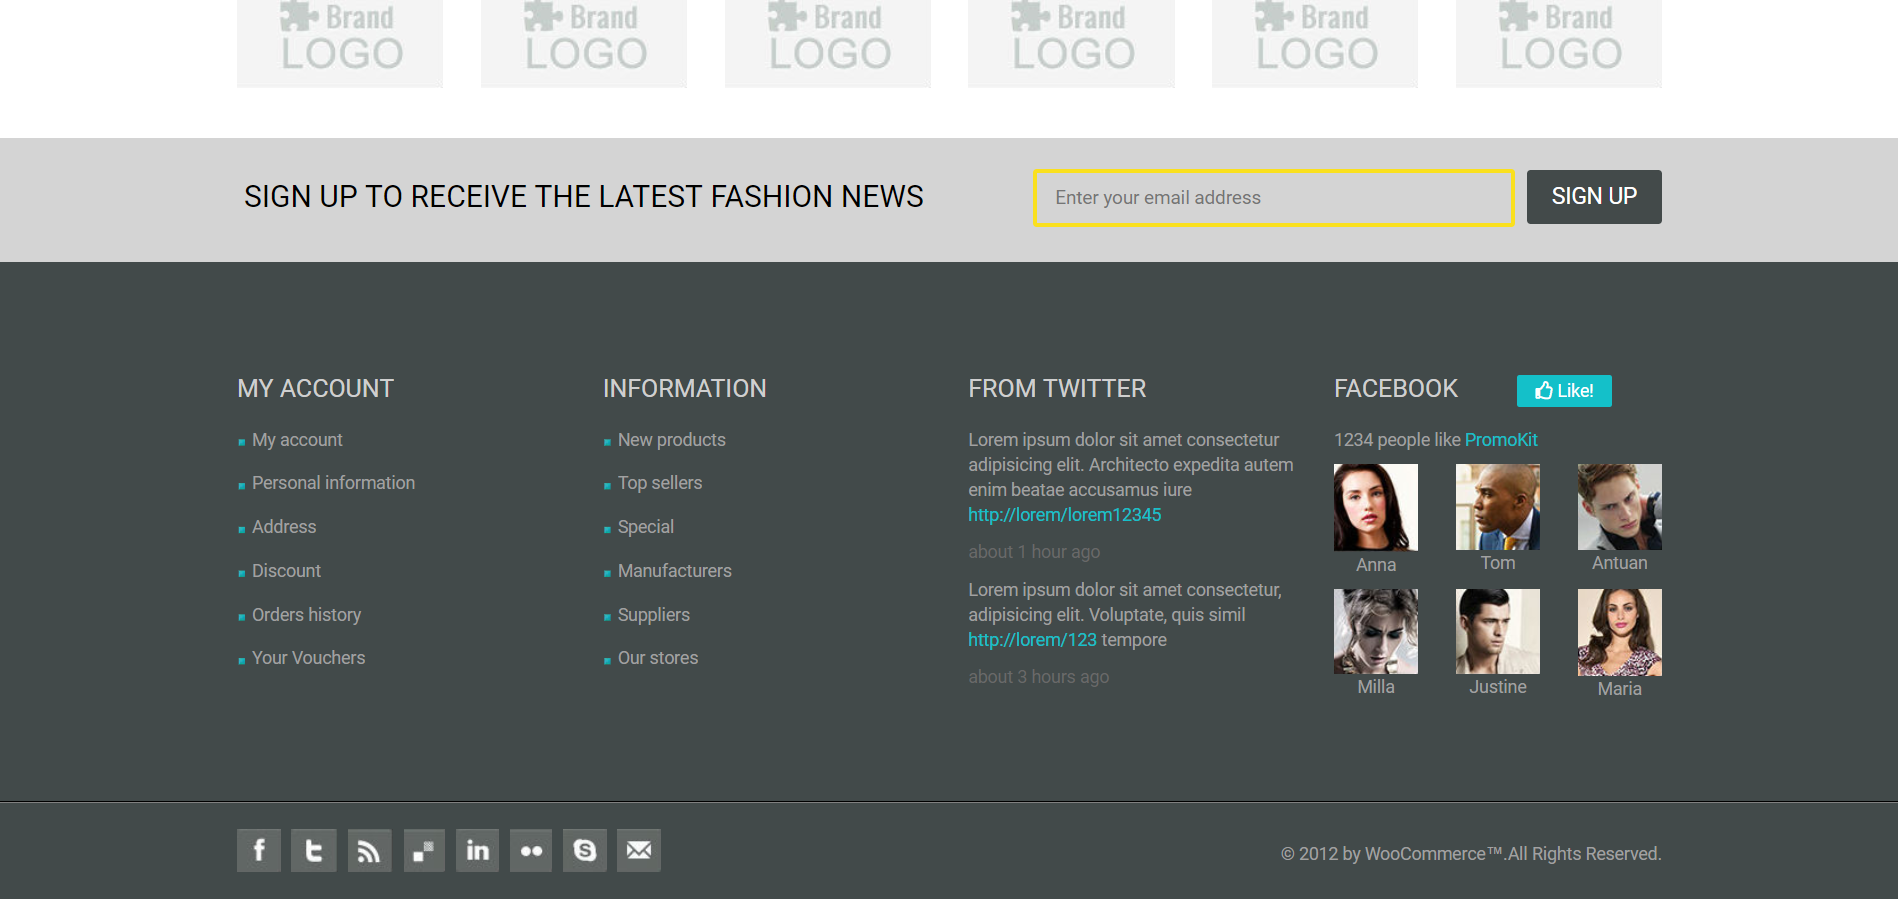 Brand Brand Brand Brand Brand Brand
LOGO LOGO LOGO LOGO LOGO LOGO
SIGN UP TO RECEIVE THE LATEST FASHION NEWS
Enter your email address
SIGN UP
MY ACCOUNT
My account
Personal information
Address
Discount
Orders history
Your Vouchers
INFORMATION
New products
Top sellers
Special
Manufacturers
Suppliers
Our stores
FROM TWITTER
Lorem ipsum dolor sit amet consectetur
adipisicing elit. Architecto expedita autem
enim beatae accusamus iure
http://lorem/lorem12345
about 1 hour ago
Lorem ipsum dolor sit amet consectetur,
adipisicing elit. Voluptate, quis simil
http://lorem/123 tempore
about 3 hours ago
FACEBOOK
Like!
1234 people like PromoKit
Anna
Tom
Antuan
Milla
Justine
Maria
© 2012 by WooCommerce™.All Rights Reserved.